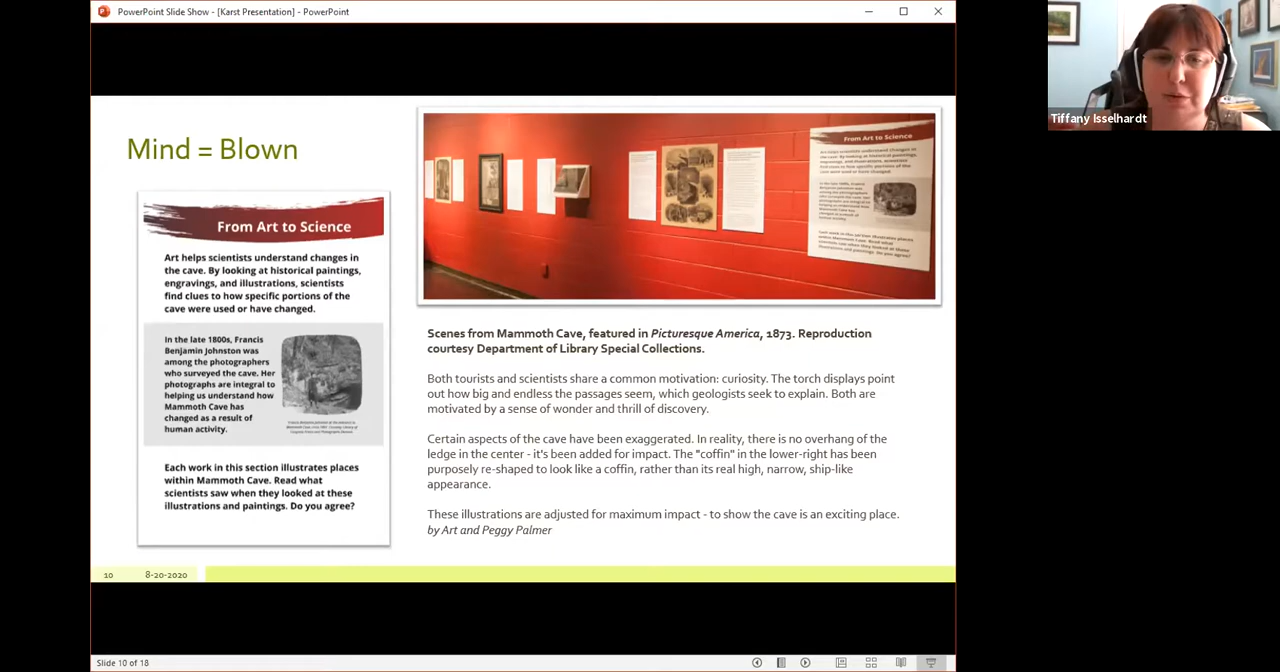 PowerPoint Slide Show - [Karst Presentation] - PowerPoint
Tiffany Isselhardt
Mind = Blown
From Art to Science
Art helps scientists understand changes in
the cave. By looking at historical paintings,
engravings, and illustrations, scientists
find clues to how specific portions of the
cave were used or have changed.
In the late 1800s, Francis
Benjamin Johnston was
among the photographers
who surveyed the cave. Her
photographs are integral to
helping us understand how
Mammoth Cave has
changed as a result of
human activity.
Each work in this section illustrates places
within Mammoth Cave. Read what
scientists saw when they looked at these
illustrations and paintings. Do you agree?
From Art to Science
Scenes from Mammoth Cave, featured in Picturesque America, 1873. Reproduction
courtesy Department of Library Special Collections.
Both tourists and scientists share a common motivation: curiosity. The torch displays point
out how big and endless the passages seem, which geologists seek to explain. Both are
motivated by a sense of wonder and thrill of discovery.
Certain aspects of the cave have been exaggerated. In reality, there is no overhang of the
ledge in the center - it's been added for impact. The "coffin" in the lower-right has been
purposely re-shaped to look like a coffin, rather than its real high, narrow, ship-like
appearance.
These illustrations are adjusted for maximum impact - to show the cave is an exciting place.
by Art and Peggy Palmer
10 8-20-2020
Slide 10 of 18